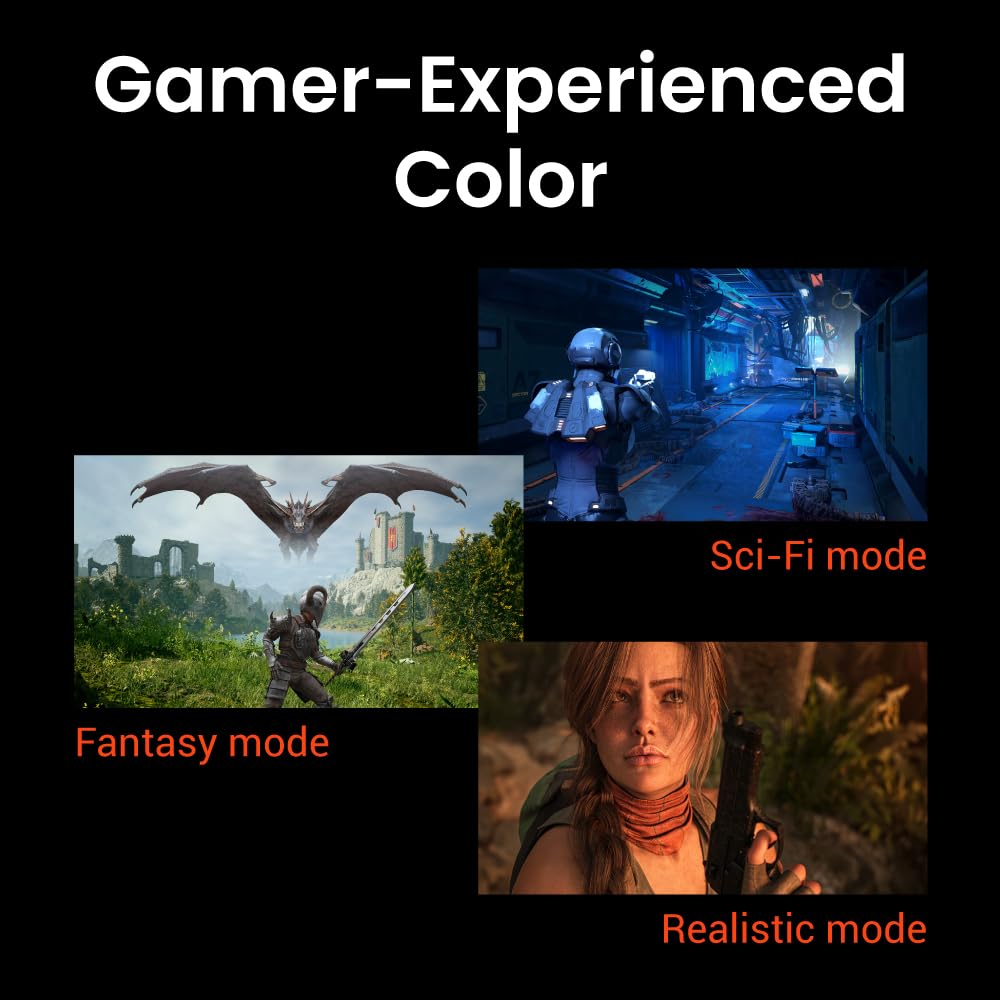 Gamer-Experienced
Color
Sci-Fi mode
Fantasy mode
Realistic mode